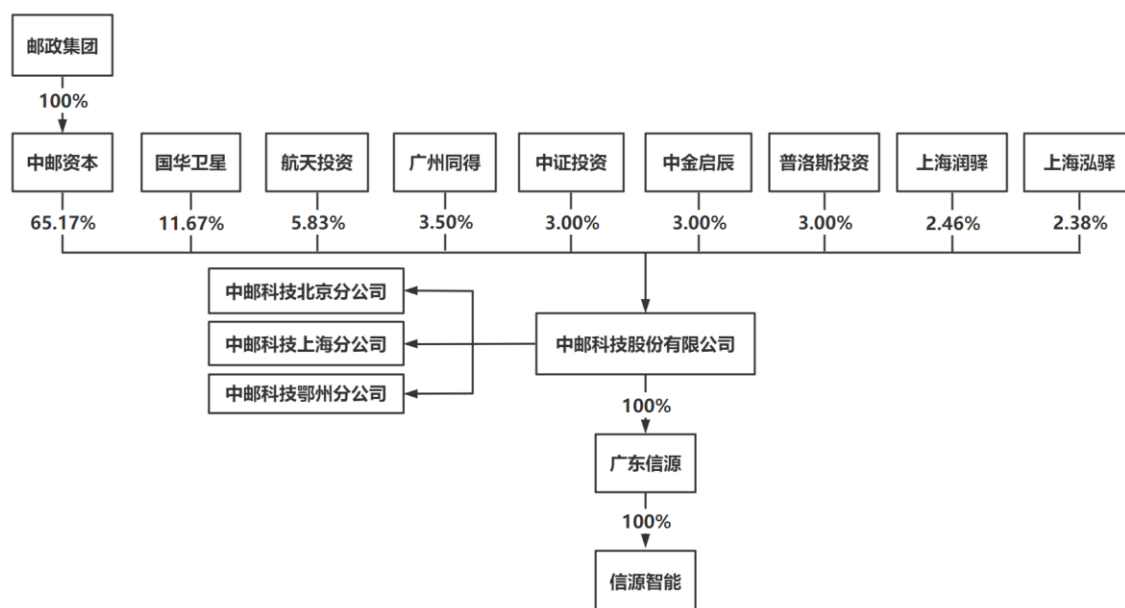 邮政集团
100%
中邮资本
国华卫星
航天投资
广州同得
中证投资
中金启辰
普洛斯投资
上海润驿
上海泓驿
65.17%
11.67%
5.83%
3.50%
3.00%
3.00%
3.00%
2.46%
2.38%
中邮科技北京分公司
中邮科技上海分公司
中邮科技股份有限公司
中邮科技鄂州分公司
100%
广东信源
100%
信源智能